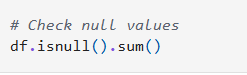 # Check null values
df.isnull().sum()